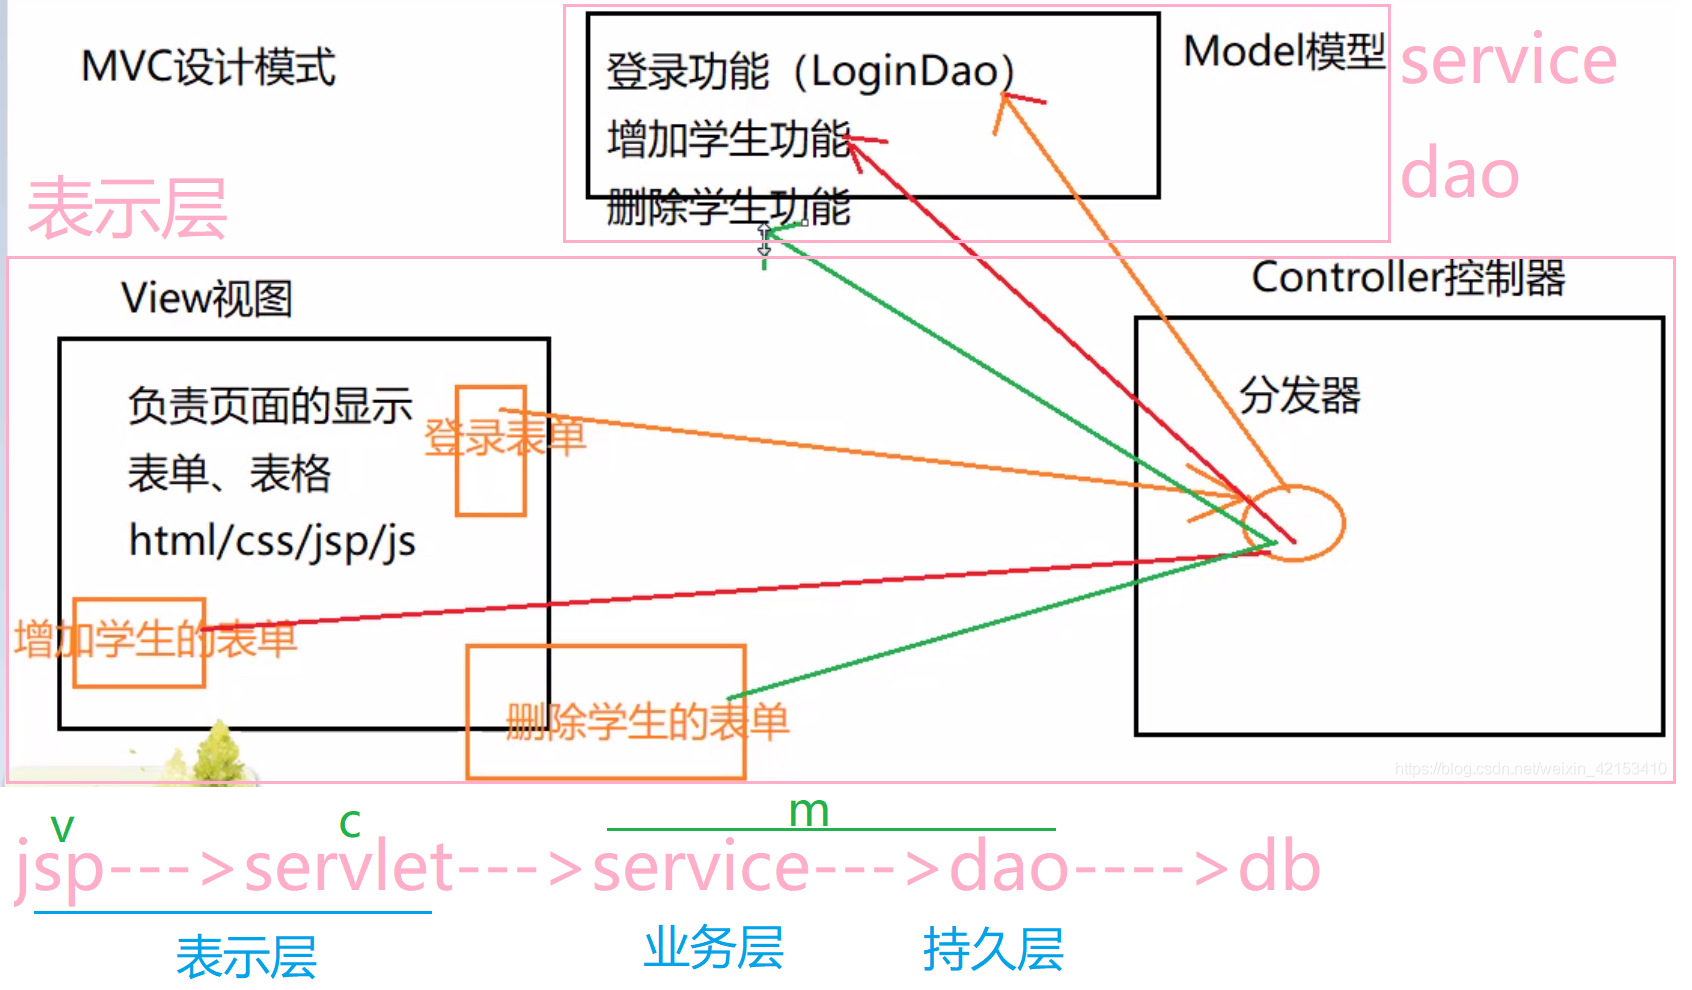 MVC设计模式
登录功能（LoginDao）
增加学生功能
删除学生功能
Model模型
service
dao
表示层
View视图
Controller控制器
负责页面的显示
表单、表格
html/css/jsp/js
登录表单
增加学生的表单
删除学生的表单
分发器
https://blog.csdn.net/weixin_42153410
v
c
m
jsp--->servlet--->service--->dao---->db
表示层
业务层
持久层